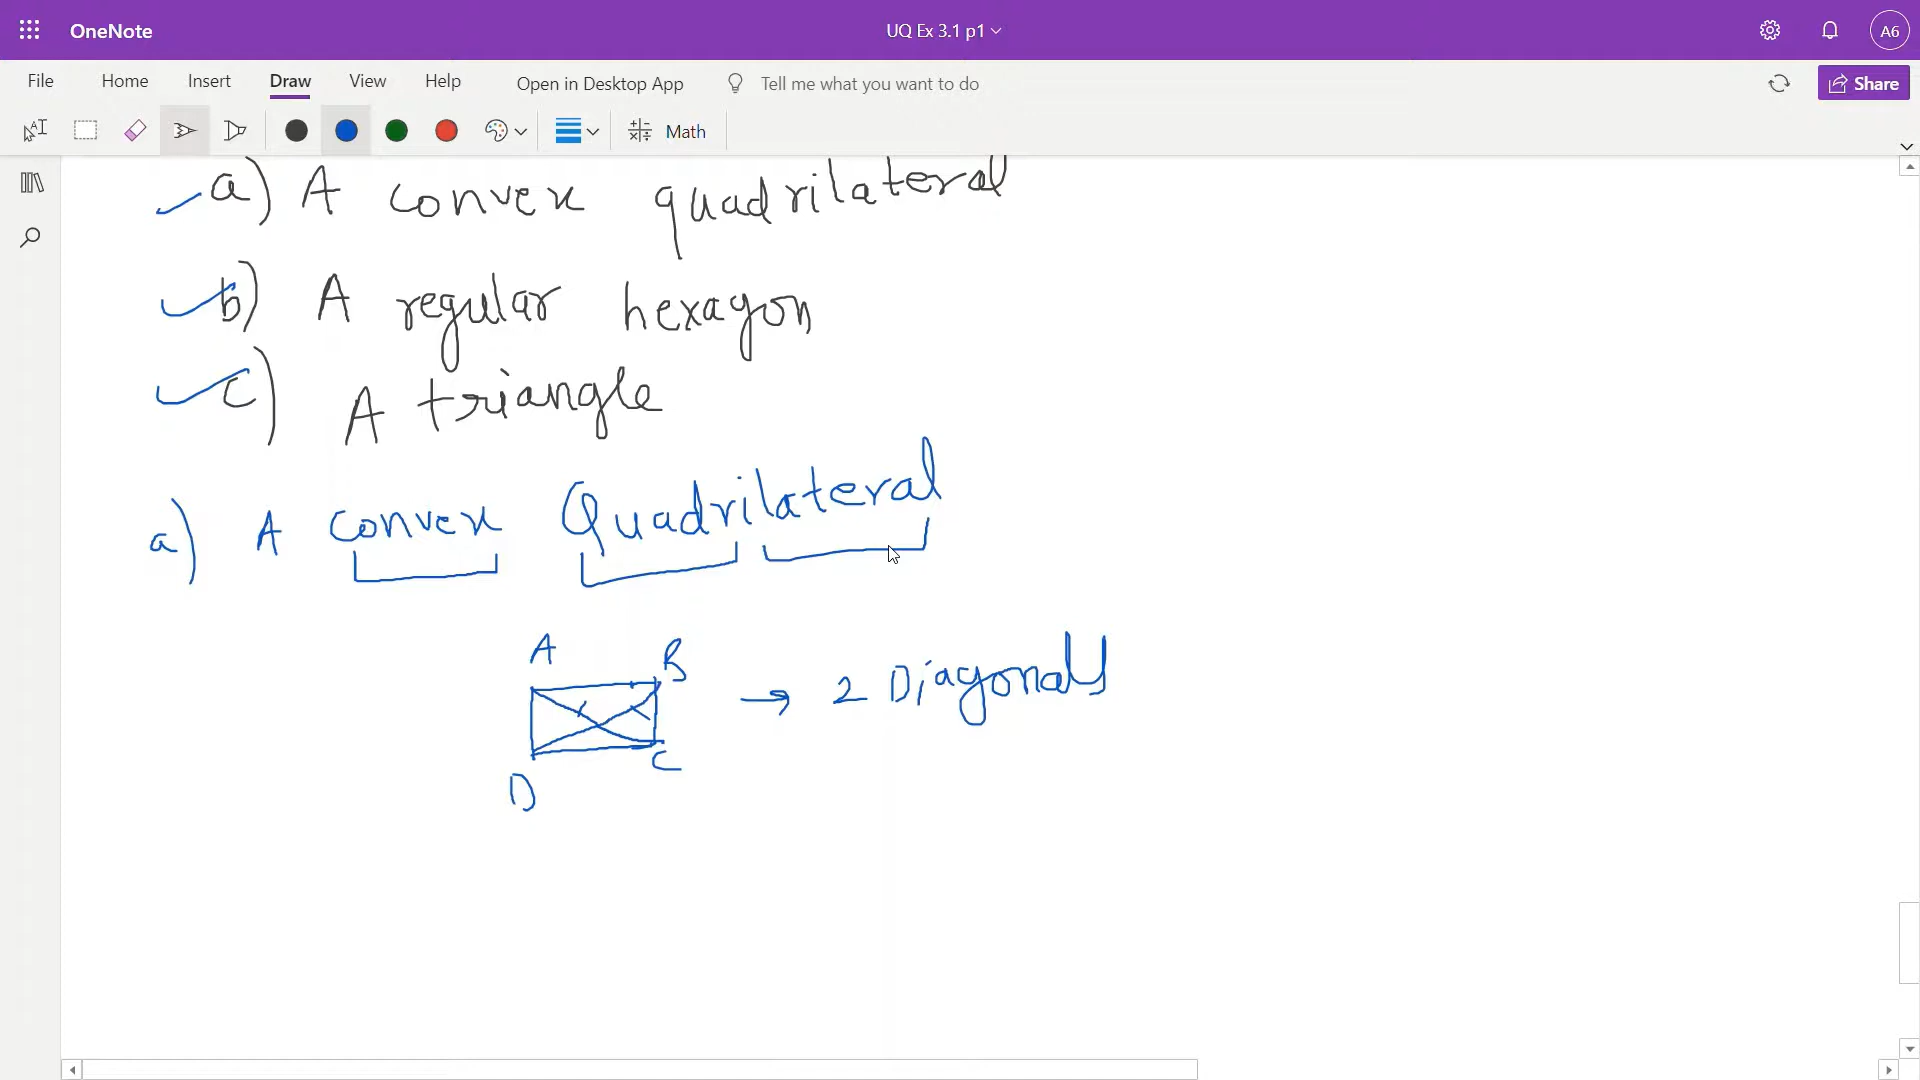 OneNote
UQ Ex 3.1 p1
A6
File Home Insert Draw View Help Open in Desktop App Tell me what you want to do Share
Math
a) A convex quadrilateral
b) A regular hexagon
c) A triangle
a) A convex Quadrilateral
A B
→ 2 Diagonals
C
D